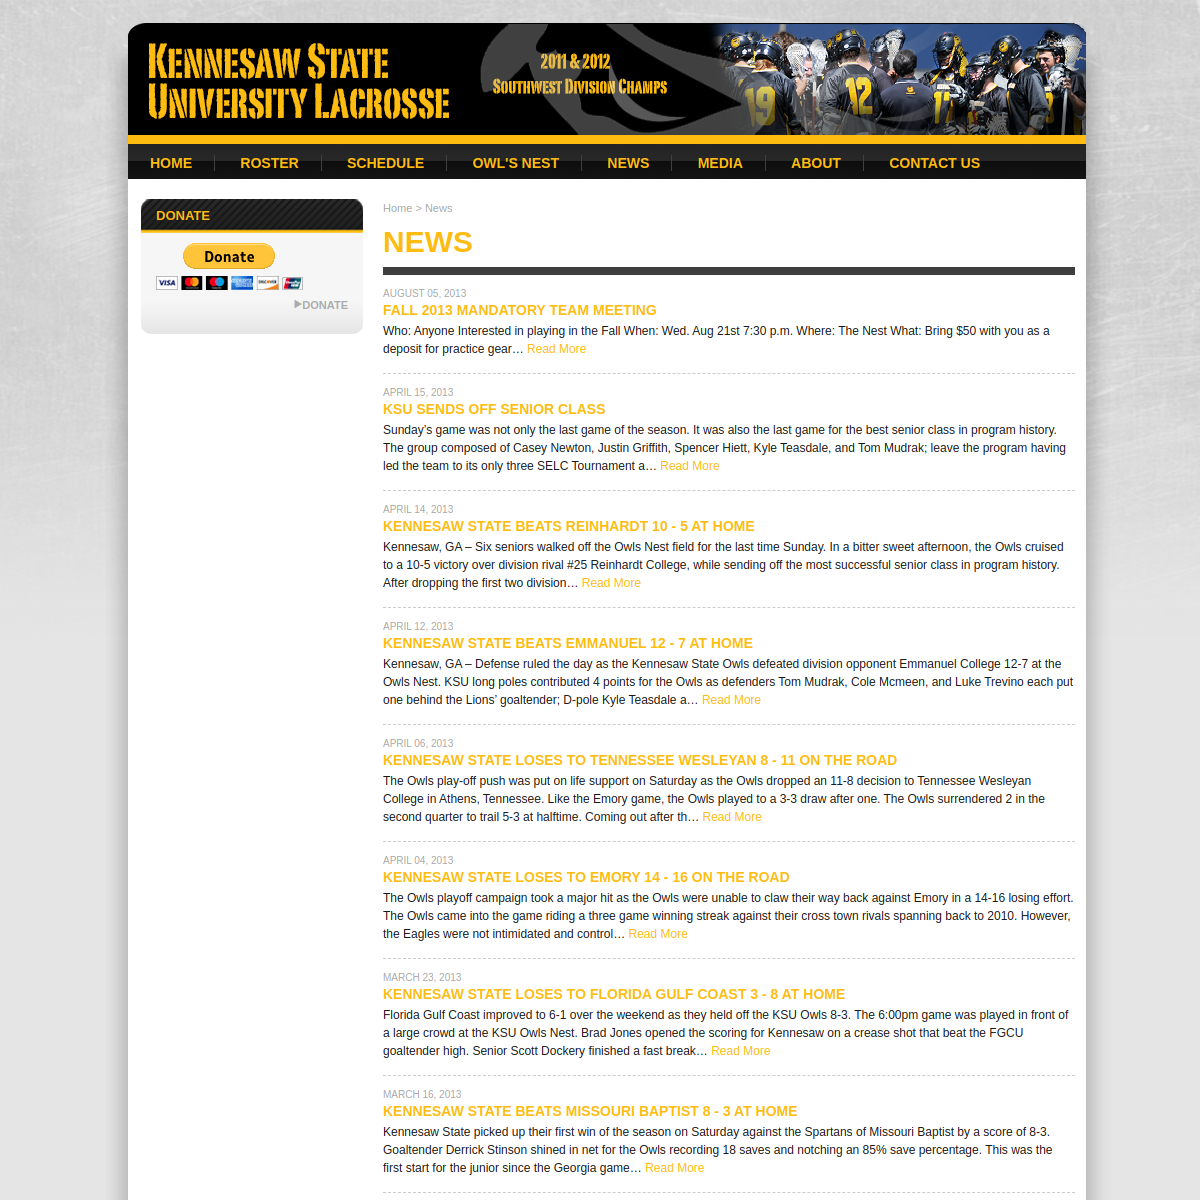 KENNESAW STATE
UNIVERSITY LACROSSE
2011 & 2012
SOUTHWEST DIVISION CHAMPS
19
12
HOME
ROSTER
SCHEDULE
OWL'S NEST
NEWS
MEDIA
ABOUT
CONTACT US
DONATE
Donate
VISA
DISCOVER
DONATE
Home > News
NEWS
AUGUST 05, 2013
FALL 2013 MANDATORY TEAM MEETING
Who: Anyone Interested in playing in the Fall When: Wed. Aug 21st 7:30 p.m. Where: The Nest What: Bring $50 with you as a
deposit for practice gear… Read More
APRIL 15, 2013
KSU SENDS OFF SENIOR CLASS
Sunday’s game was not only the last game of the season. It was also the last game for the best senior class in program history.
The group composed of Casey Newton, Justin Griffith, Spencer Hiett, Kyle Teasdale, and Tom Mudrak; leave the program having
led the team to its only three SELC Tournament a… Read More
APRIL 14, 2013
KENNESAW STATE BEATS REINHARDT 10 - 5 AT HOME
Kennesaw, GA – Six seniors walked off the Owls Nest field for the last time Sunday. In a bitter sweet afternoon, the Owls cruised
to a 10-5 victory over division rival #25 Reinhardt College, while sending off the most successful senior class in program history.
After dropping the first two division… Read More
APRIL 12, 2013
KENNESAW STATE BEATS EMMANUEL 12 - 7 AT HOME
Kennesaw, GA – Defense ruled the day as the Kennesaw State Owls defeated division opponent Emmanuel College 12-7 at the
Owls Nest. KSU long poles contributed 4 points for the Owls as defenders Tom Mudrak, Cole Mcmeen, and Luke Trevino each put
one behind the Lions’ goaltender; D-pole Kyle Teasdale a… Read More
APRIL 06, 2013
KENNESAW STATE LOSES TO TENNESSEE WESLEYAN 8 - 11 ON THE ROAD
The Owls play-off push was put on life support on Saturday as the Owls dropped an 11-8 decision to Tennessee Wesleyan
College in Athens, Tennessee. Like the Emory game, the Owls played to a 3-3 draw after one. The Owls surrendered 2 in the
second quarter to trail 5-3 at halftime. Coming out after th… Read More
APRIL 04, 2013
KENNESAW STATE LOSES TO EMORY 14 - 16 ON THE ROAD
The Owls playoff campaign took a major hit as the Owls were unable to claw their way back against Emory in a 14-16 losing effort.
The Owls came into the game riding a three game winning streak against their cross town rivals spanning back to 2010. However,
the Eagles were not intimidated and control… Read More
MARCH 23, 2013
KENNESAW STATE LOSES TO FLORIDA GULF COAST 3 - 8 AT HOME
Florida Gulf Coast improved to 6-1 over the weekend as they held off the KSU Owls 8-3. The 6:00pm game was played in front of
a large crowd at the KSU Owls Nest. Brad Jones opened the scoring for Kennesaw on a crease shot that beat the FGCU
goaltender high. Senior Scott Dockery finished a fast break… Read More
MARCH 16, 2013
KENNESAW STATE BEATS MISSOURI BAPTIST 8 - 3 AT HOME
Kennesaw State picked up their first win of the season on Saturday against the Spartans of Missouri Baptist by a score of 8-3.
Goaltender Derrick Stinson shined in net for the Owls recording 18 saves and notching an 85% save percentage. This was the
first start for the junior since the Georgia game… Read More